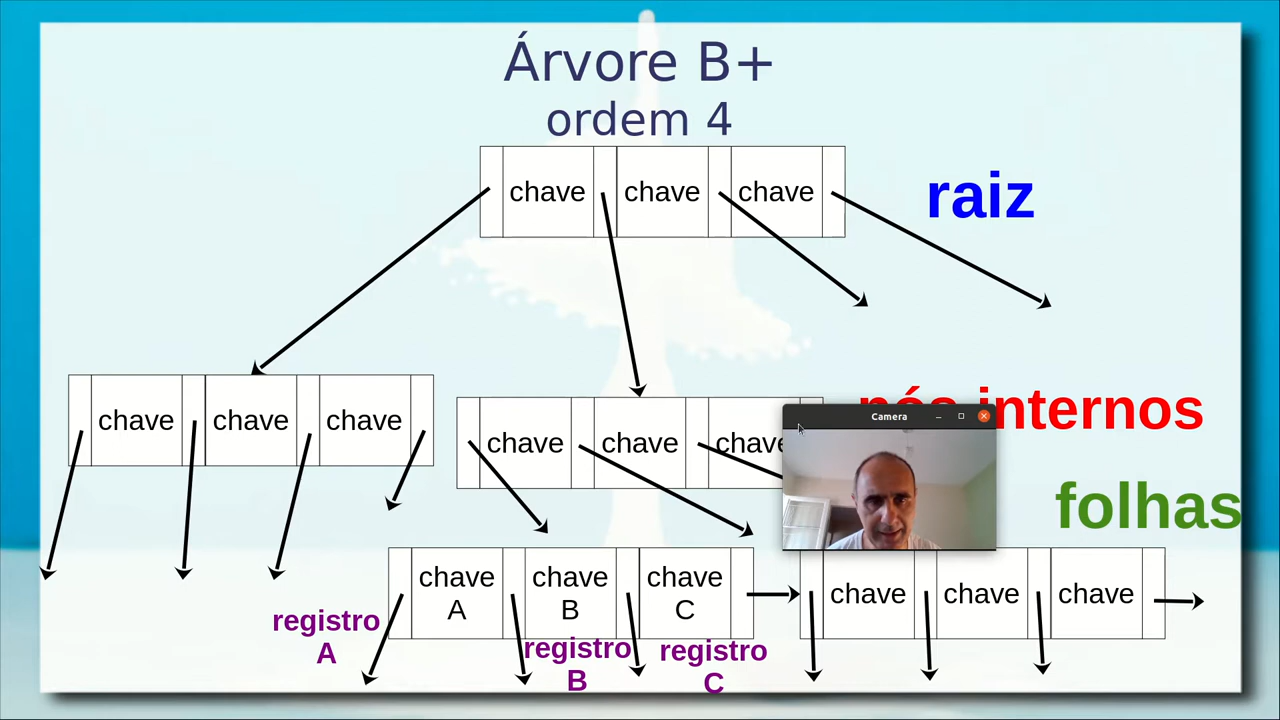 Árvore B+
ordem 4
chave chave chave
raiz
chave chave chave
chave chave chave
internos
Camera
folhas
chave A
chave B
chave C
chave chave chave
registro A
registro B
registro C